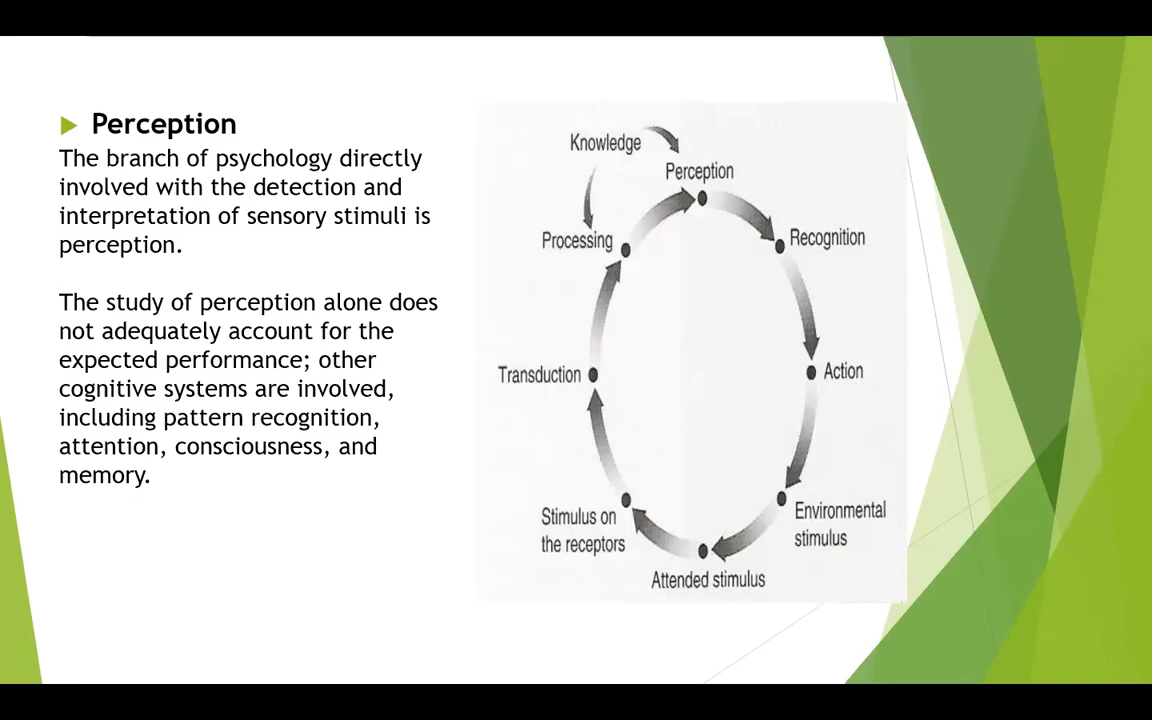 Perception
The branch of psychology directly
involved with the detection and
interpretation of sensory stimuli is
perception.
The study of perception alone does
not adequately account for the
expected performance; other
cognitive systems are involved,
including pattern recognition,
attention, consciousness, and
memory.
Knowledge
Perception
Recognition
Action
Environmental
stimulus
Attended stimulus
Stimulus on
the receptors
Transduction
Processing